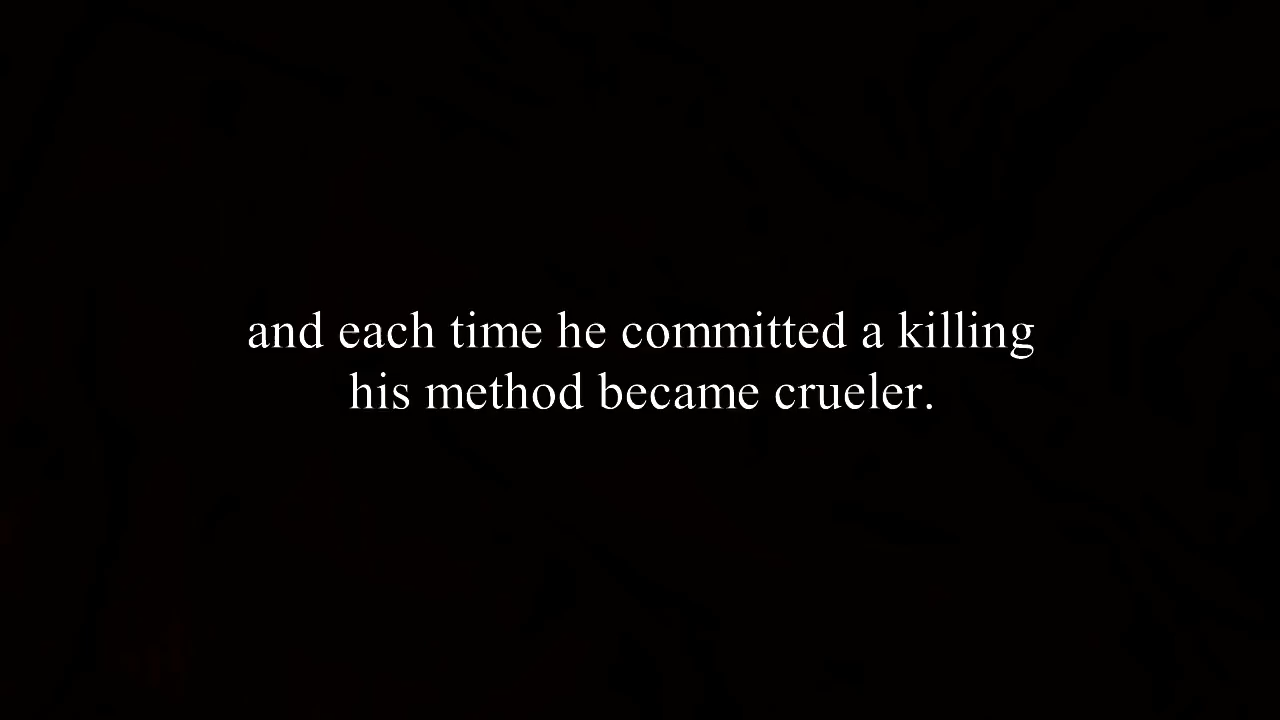 and each time he committed a killing
his method became crueler.